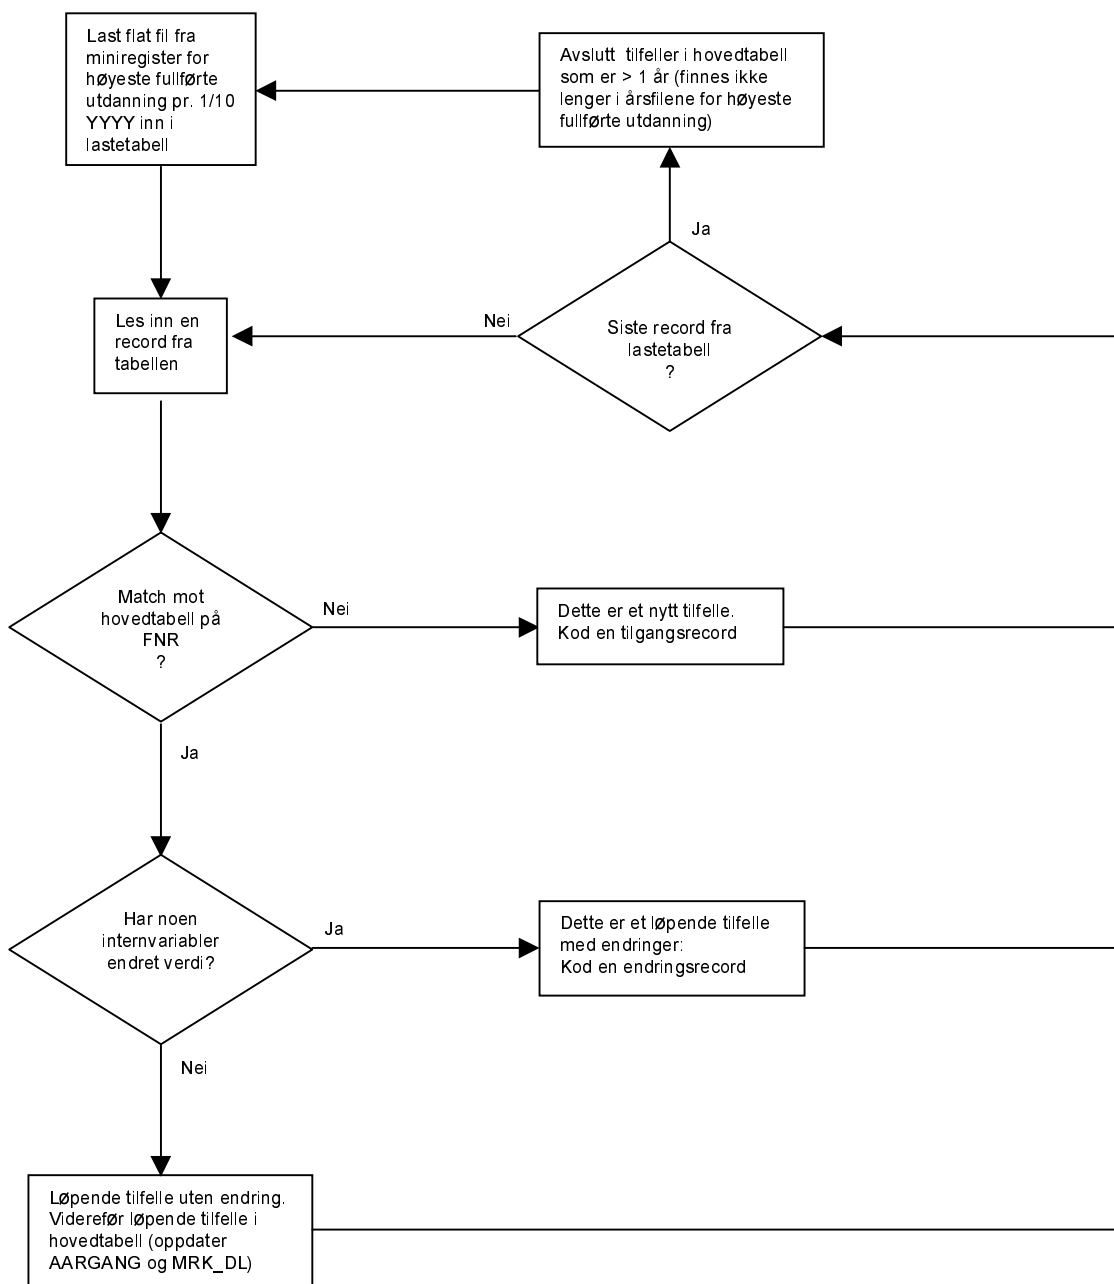 Last flat fil fra
miniregister for
høyeste fullførte
utdanning pr. 1/10
YYYY inn i
lastetabell
Avslutt tilfeller i hovedtabell
som er > 1 år (finnes ikke
lenger i årsfilene for høyeste
fullførte utdanning)
Ja
Les inn en
record fra
tabellen
Nei
Siste record fra
lastetabell
?
Match mot
hovedtabell på
FNR
?
Nei
Dette er et nytt tilfelle.
Kod en tilgangsrecord
Ja
Har noen
internvariabler
endret verdi?
Ja
Dette er et løpende tilfelle
med endringer:
Kod en endringsrecord
Nei
Løpende tilfelle uten endring.
Viderefør løpende tilfelle i
hovedtabell (oppdater
AARGANG og MRK_DL)